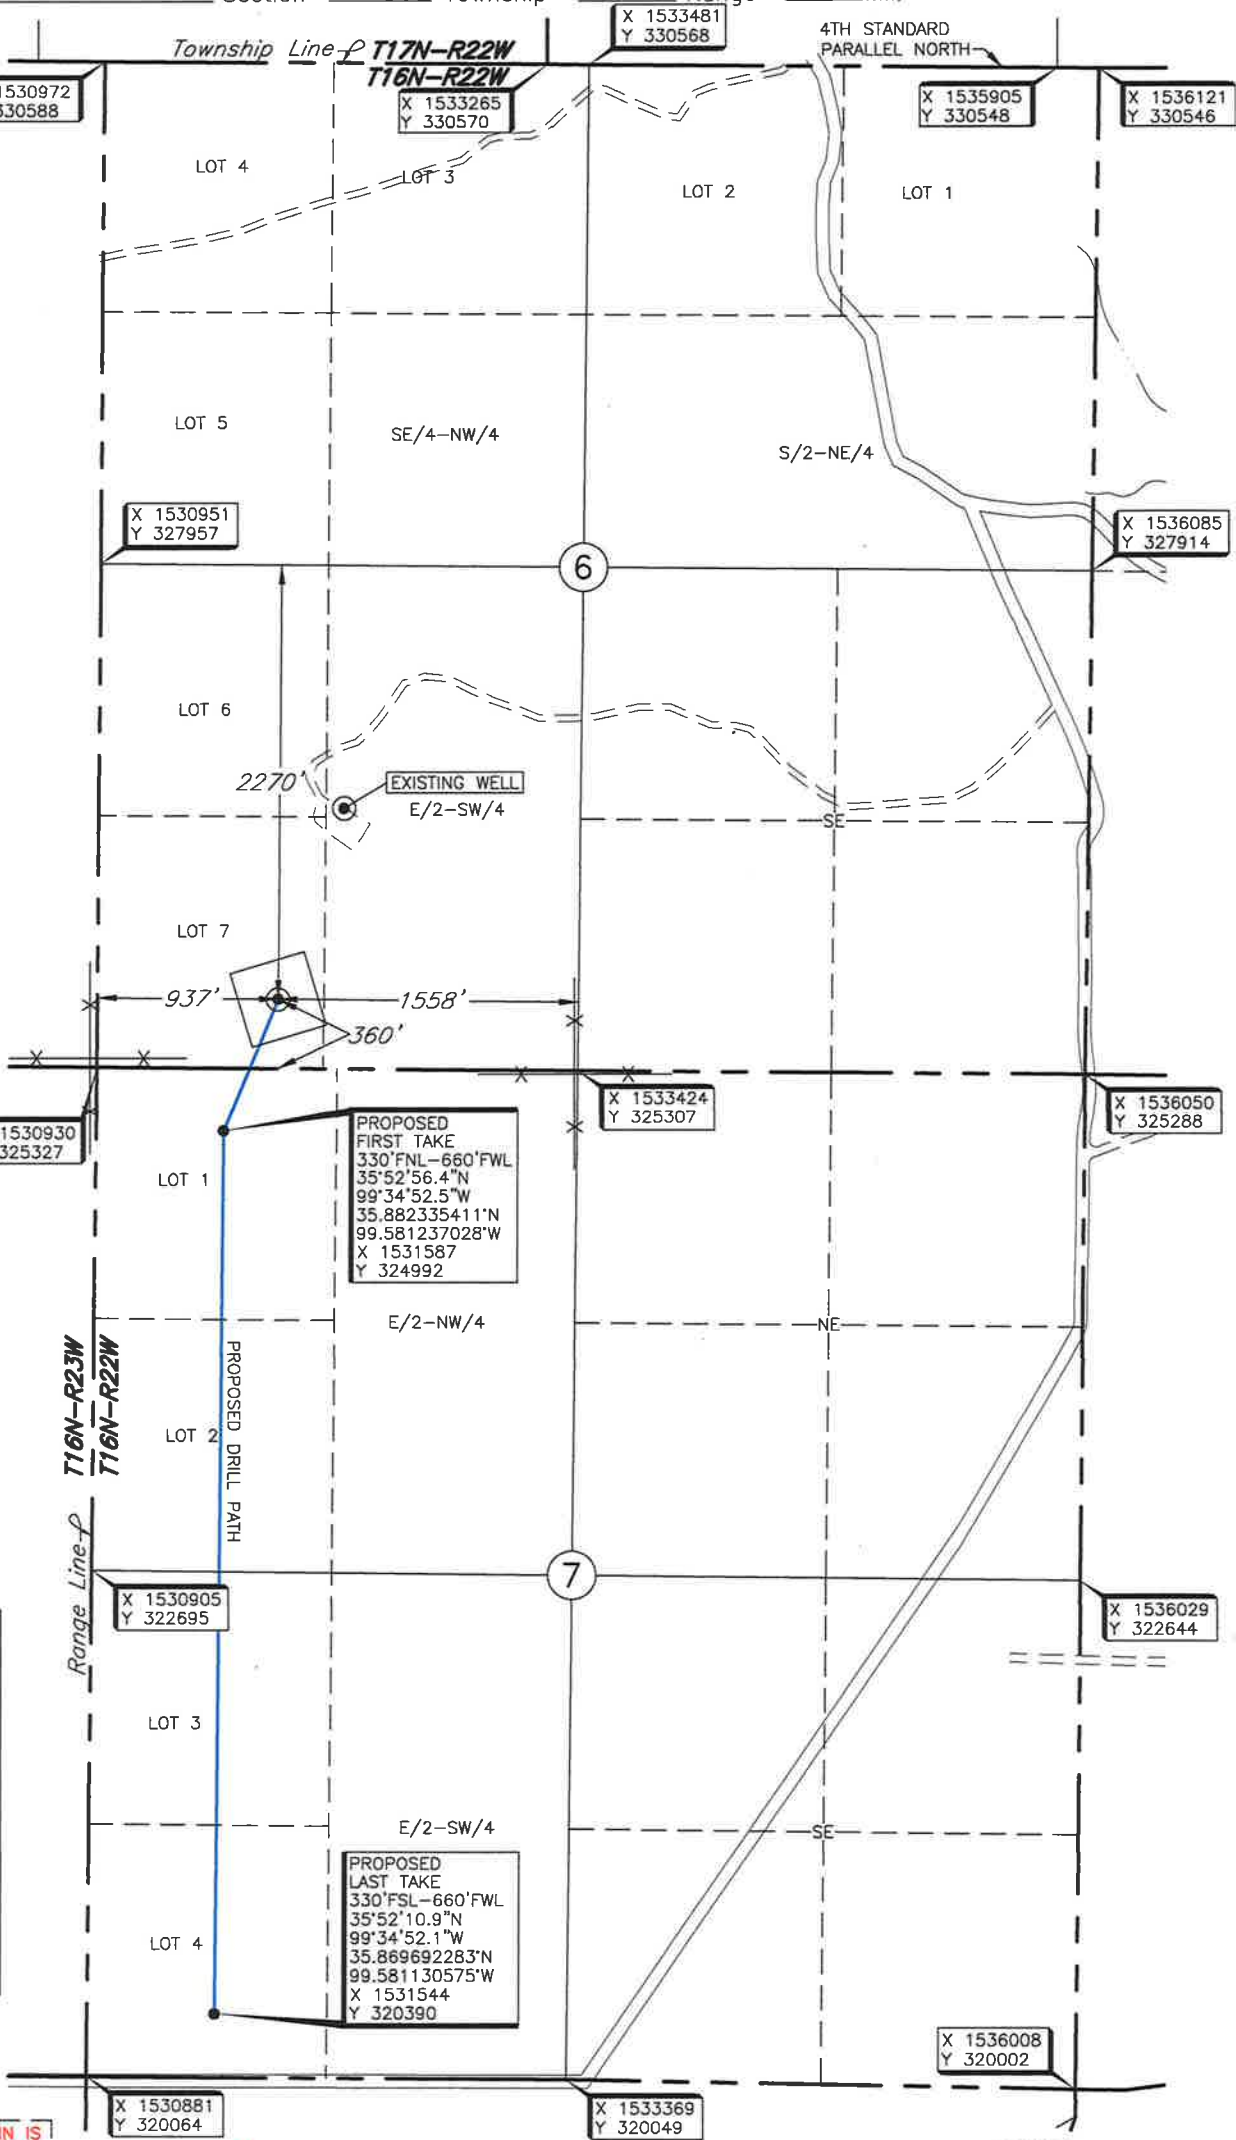 Section
Township
Range
X 1533481
Y 330568
4TH STANDARD
PARALLEL NORTH
Township Line
T17N-R22W
T16N-R22W
1530972
330588
X 1533265
Y 330570
X 1535905
Y 330548
X 1536121
Y 330546
LOT 4
LOT 3
LOT 2
LOT 1
LOT 5
SE/4-NW/4
S/2-NE/4
X 1530951
Y 327957
X 1536085
Y 327914
6
LOT 6
2270'
EXISTING WELL
E/2-SW/4
SE
LOT 7
937'
1558'
360'
1530930
325327
X 1533424
Y 325307
X 1536050
Y 325288
PROPOSED
FIRST TAKE
330'FNL-660'FWL
35°52'56.4"N
99°34'52.5"W
35.882335411°N
99.581237028°W
X 1531587
Y 324992
LOT 1
E/2-NW/4
NE
T16N-R23W
T16N-R22W
PROPOSED DRILL PATH
LOT 2
Range Line
7
X 1530905
Y 322695
X 1536029
Y 322644
LOT 3
E/2-SW/4
SE
PROPOSED
LAST TAKE
330'FSL-660'FWL
35°52'10.9"N
99°34'52.1"W
35.869692283°N
99.581130575°W
X 1531544
Y 320390
LOT 4
X 1536008
Y 320002
X 1530881
Y 320064
X 1533369
Y 320049
IN IS